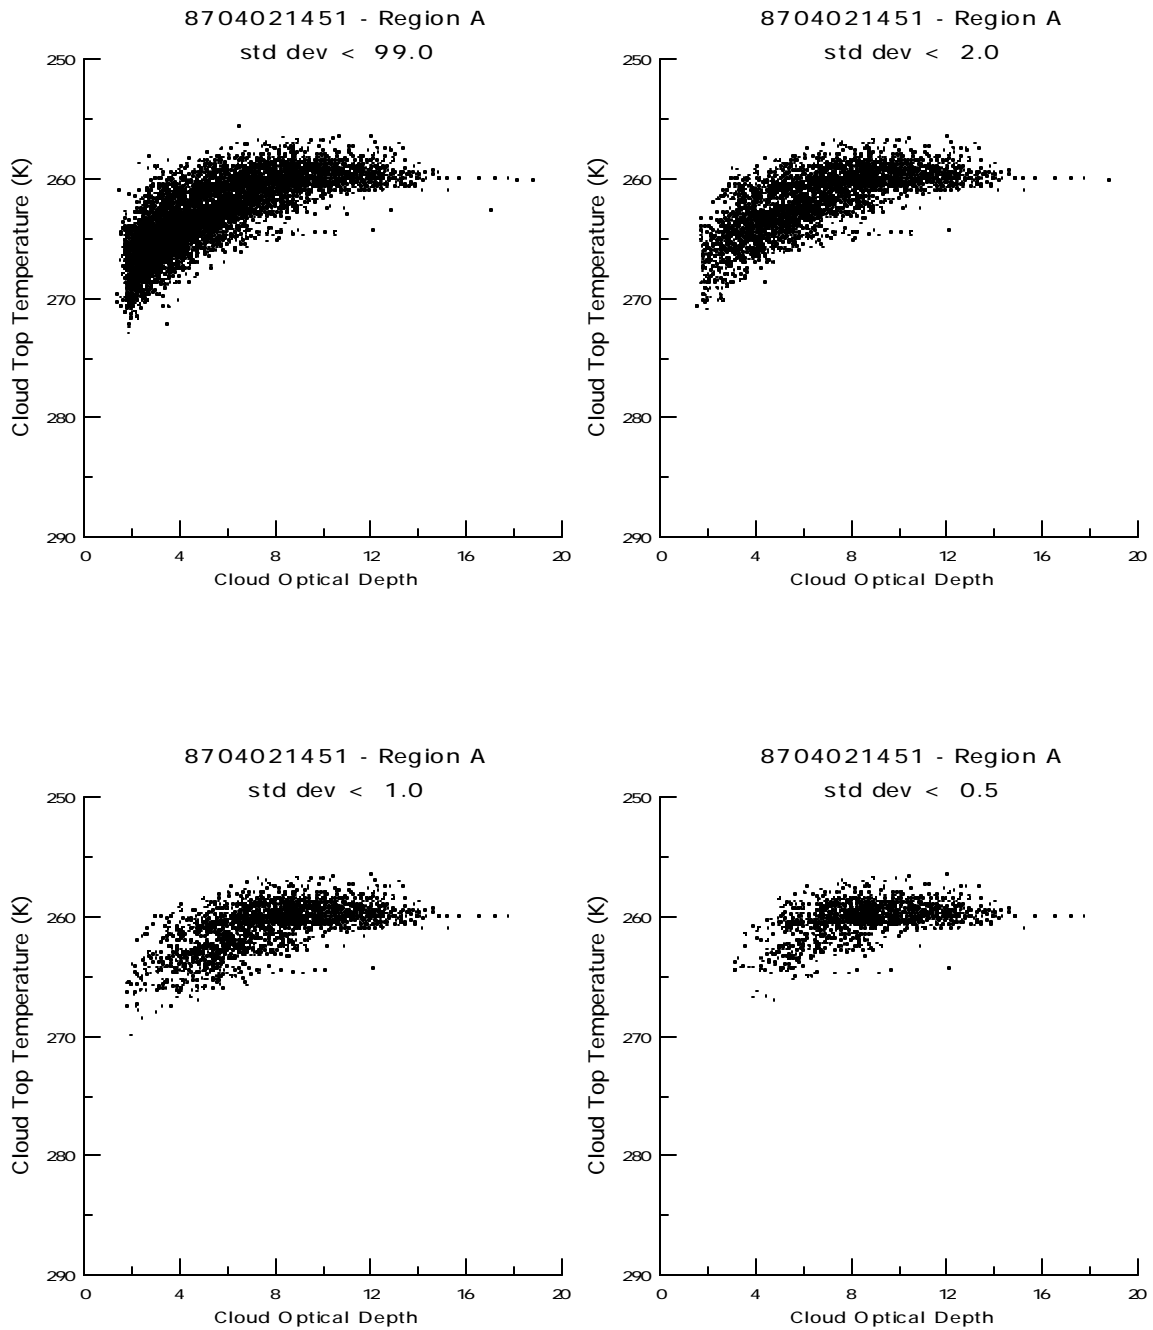 8704021451 - Region A
std dev < 99.0
250
260
270
280
290
Cloud Top Temperature (K)
0 4 8 12 16 20
Cloud Optical Depth
8704021451 - Region A
std dev < 2.0
250
260
270
280
290
Cloud Top Temperature (K)
0 4 8 12 16 20
Cloud Optical Depth
8704021451 - Region A
std dev < 1.0
250
260
270
280
290
Cloud Top Temperature (K)
0 4 8 12 16 20
Cloud Optical Depth
8704021451 - Region A
std dev < 0.5
250
260
270
280
290
Cloud Top Temperature (K)
0 4 8 12 16 20
Cloud Optical Depth